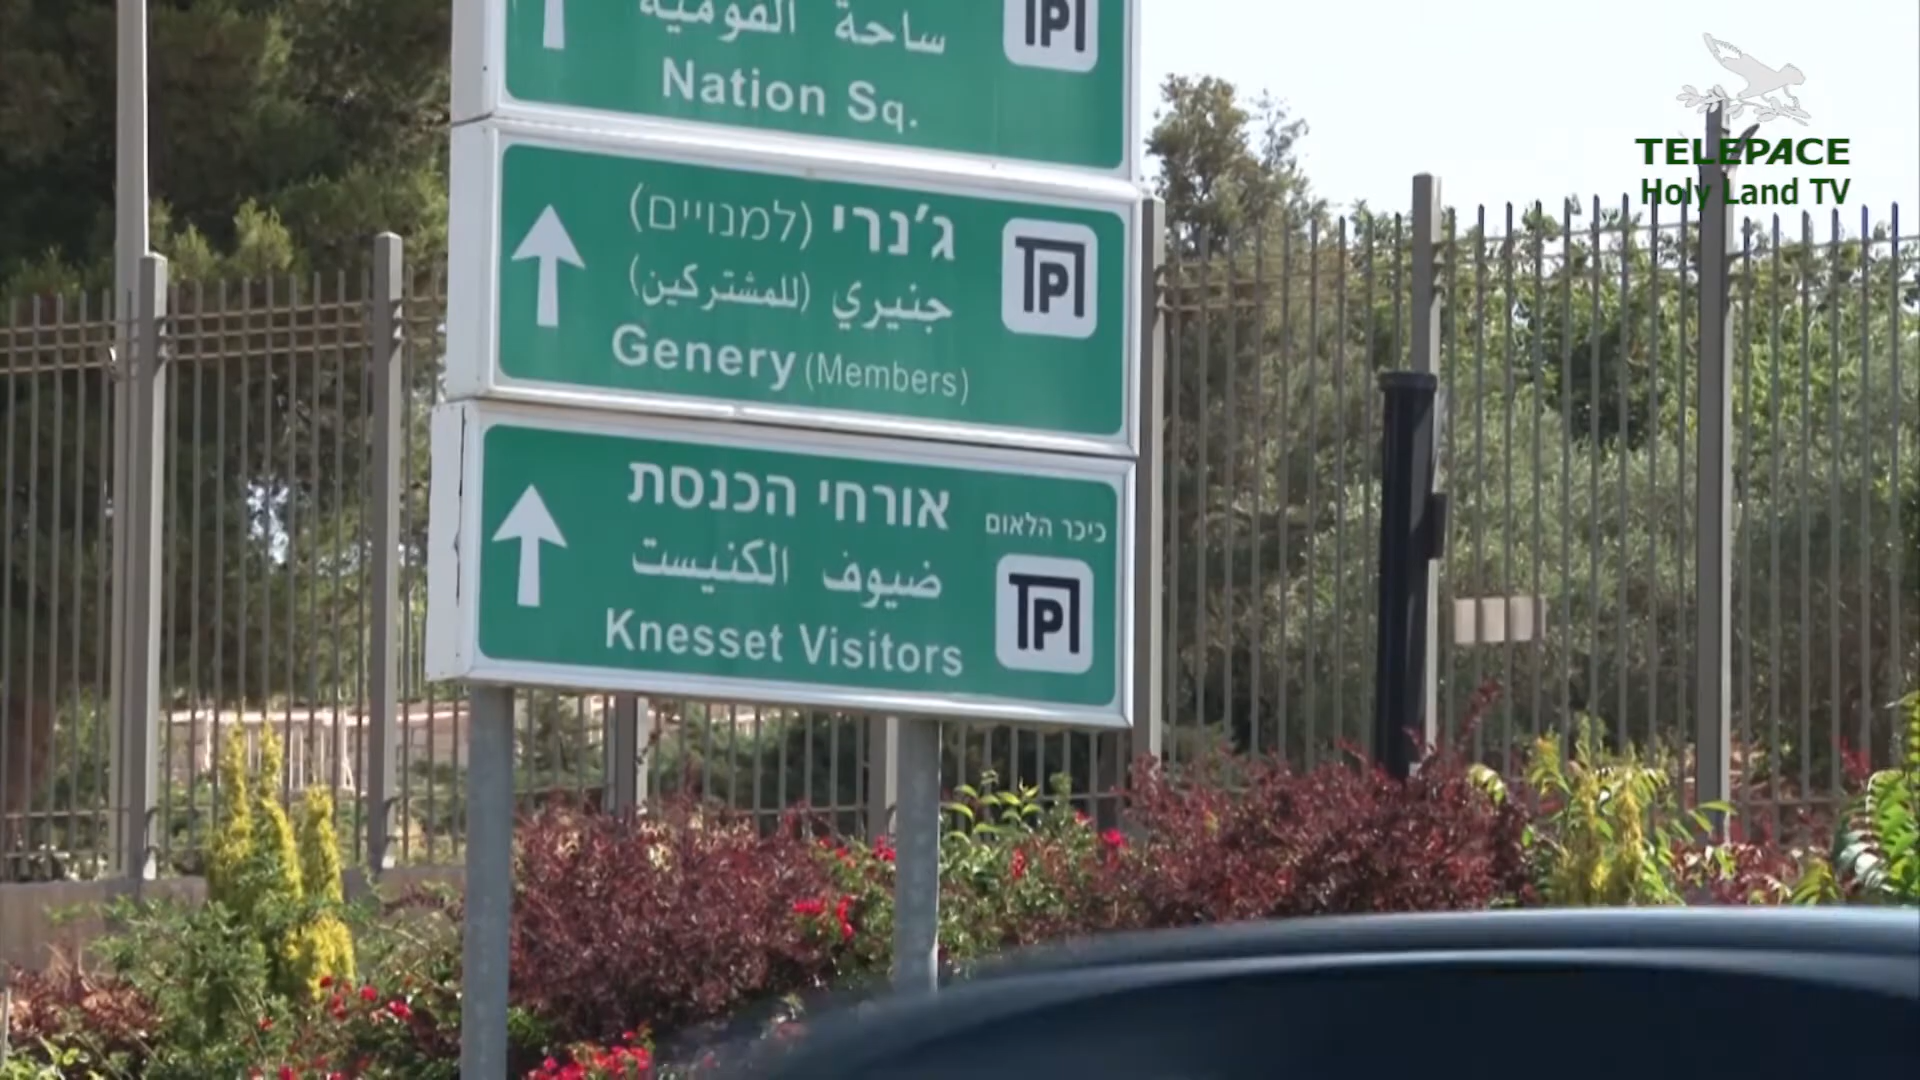 ساحة القومية
Nation Sq.
P
ג'נרי (למנויים)
جنيري (للمشتركين)
Genery (Members)
P
אורחי הכנסת
ضيوف الكنيست
Knesset Visitors
כיכר הלאום
P
TELEPACE
Holy Land TV